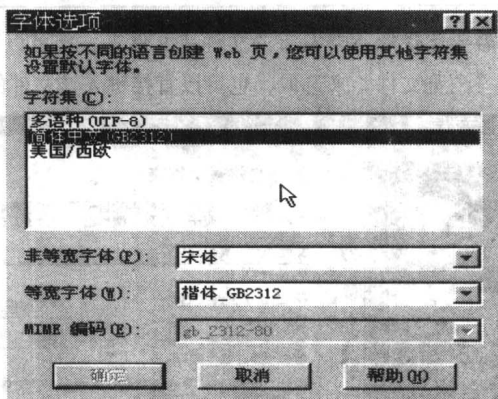 字体选项
如果按不同的语言创建 Web 页，您可以使用其他字符集
设置默认字体。
字符集(C):
多语种(UTF-8)
简体中文(GB2312)
美国/西欧
非等宽字体(P): 宋体
等宽字体(W): 楷体_GB2312
MIME 编码(E): gb_2312-80
确定 取消 帮助(H)